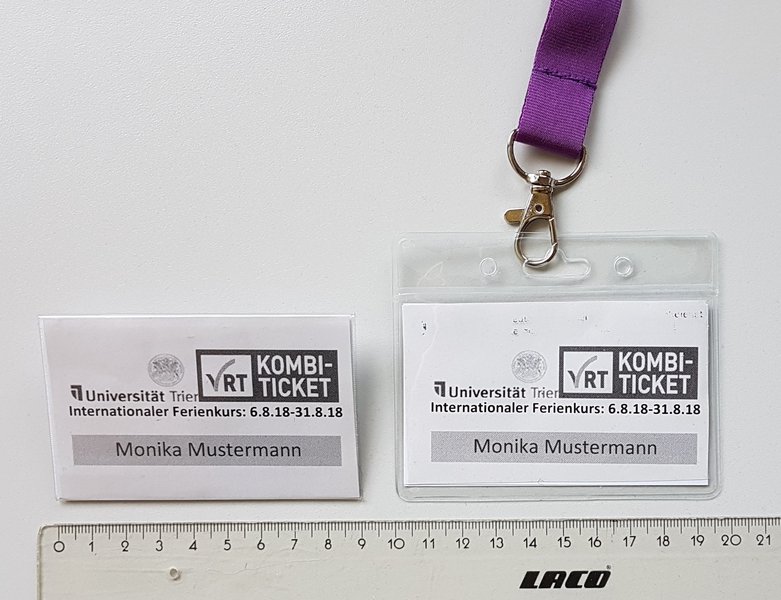 VRT KOMBI-
TICKET
Universität Trier
Internationaler Ferienkurs: 6.8.18-31.8.18
Monika Mustermann
VRT KOMBI-
TICKET
Universität Trier
Internationaler Ferienkurs: 6.8.18-31.8.18
Monika Mustermann
0 1 2 3 4 5 6 7 8 9 10 11 12 13 14 15 16 17 18 19 20 21
LACO